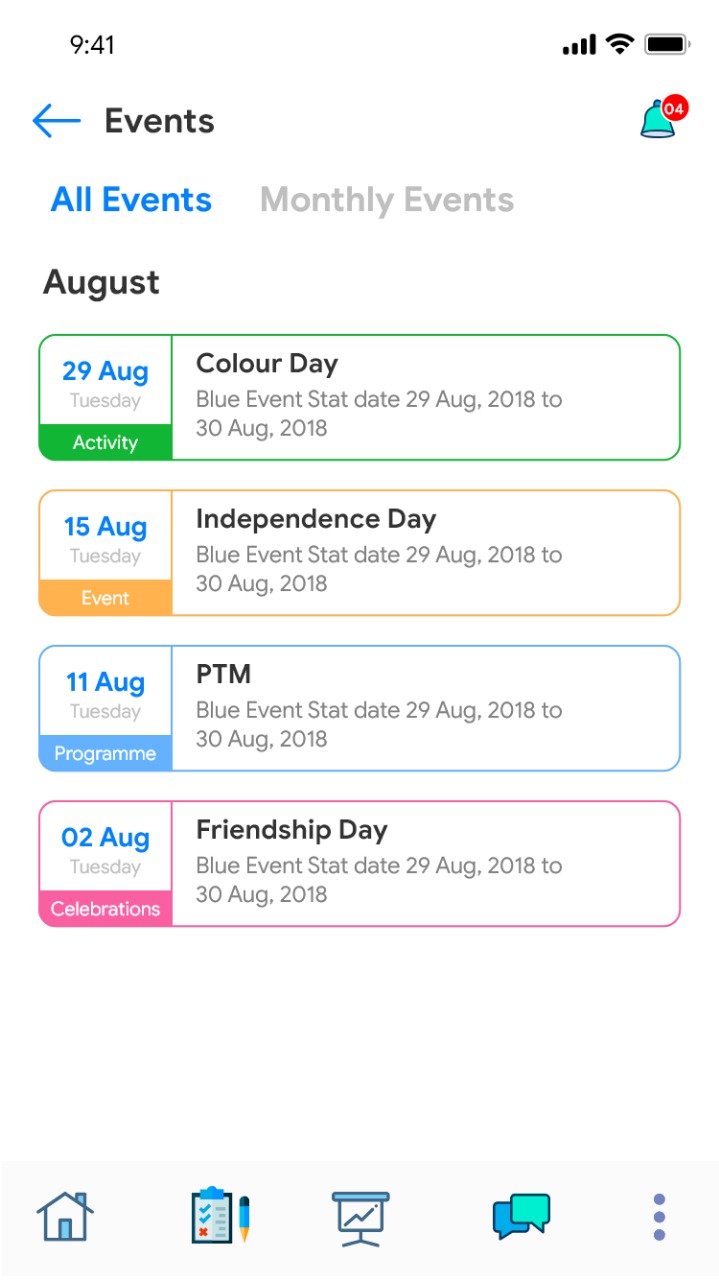 9:41
Events
04
All Events
Monthly Events
August
29 Aug
Tuesday
Activity
Colour Day
Blue Event Stat date 29 Aug, 2018 to
30 Aug, 2018
15 Aug
Tuesday
Event
Independence Day
Blue Event Stat date 29 Aug, 2018 to
30 Aug, 2018
11 Aug
Tuesday
Programme
PTM
Blue Event Stat date 29 Aug, 2018 to
30 Aug, 2018
02 Aug
Tuesday
Celebrations
Friendship Day
Blue Event Stat date 29 Aug, 2018 to
30 Aug, 2018